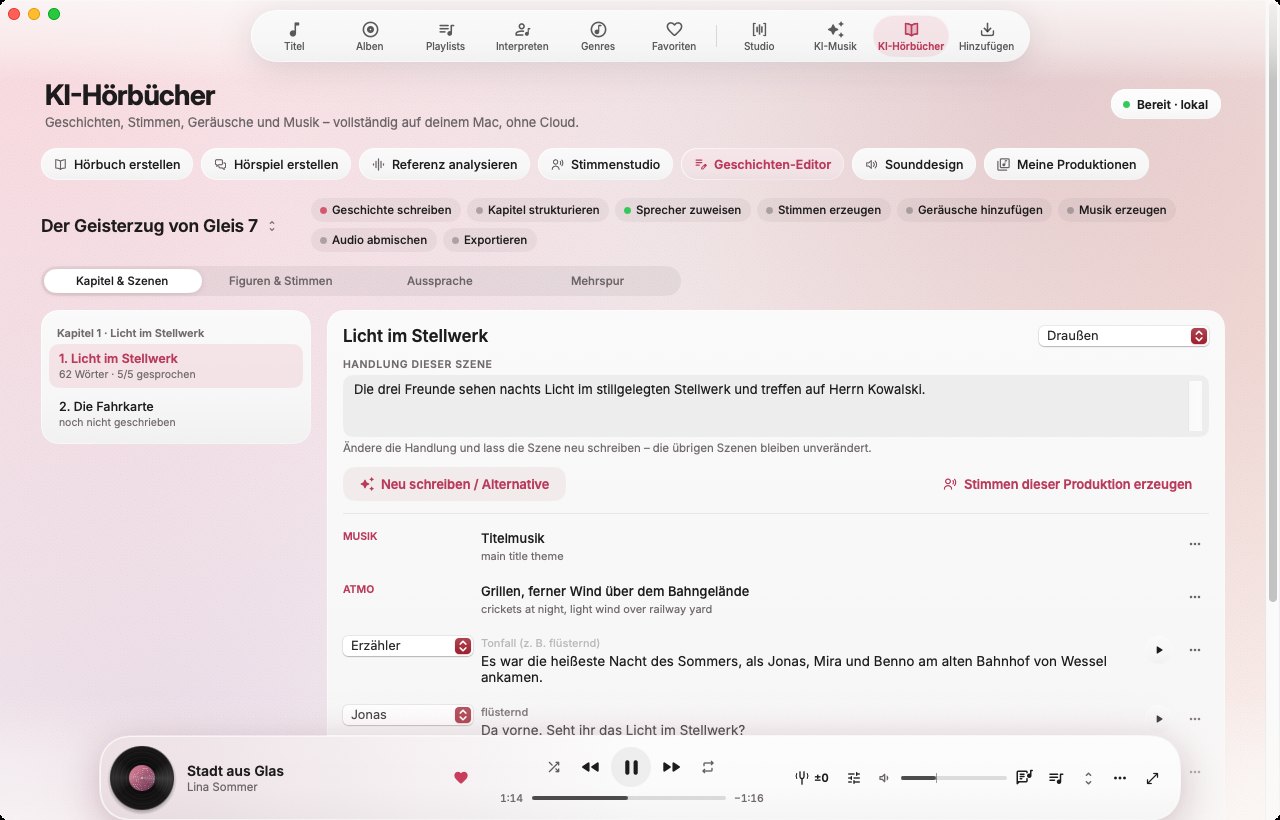 Titel
Alben
Playlists
Interpreten
Genres
Favoriten
Studio
KI-Musik
KI-Hörbücher
Hinzufügen
KI-Hörbücher
Geschichten, Stimmen, Geräusche und Musik – vollständig auf deinem Mac, ohne Cloud.
Bereit · lokal
Hörbuch erstellen
Hörspiel erstellen
Referenz analysieren
Stimmenstudio
Geschichten-Editor
Sounddesign
Meine Produktionen
Der Geisterzug von Gleis 7
Geschichte schreiben
Kapitel strukturieren
Sprecher zuweisen
Stimmen erzeugen
Geräusche hinzufügen
Musik erzeugen
Audio abmischen
Exportieren
Kapitel & Szenen
Figuren & Stimmen
Aussprache
Mehrspur
Kapitel 1 · Licht im Stellwerk
1. Licht im Stellwerk
62 Wörter · 5/5 gesprochen
2. Die Fahrkarte
noch nicht geschrieben
Licht im Stellwerk
Draußen
HANDLUNG DIESER SZENE
Die drei Freunde sehen nachts Licht im stillgelegten Stellwerk und treffen auf Herrn Kowalski.
Ändere die Handlung und lass die Szene neu schreiben – die übrigen Szenen bleiben unverändert.
Neu schreiben / Alternative
Stimmen dieser Produktion erzeugen
MUSIK
Titelmusik
main title theme
ATMO
Grillen, ferner Wind über dem Bahngelände
crickets at night, light wind over railway yard
Erzähler
Tonfall (z. B. flüsternd)
Es war die heißeste Nacht des Sommers, als Jonas, Mira und Benno am alten Bahnhof von Wessel
ankamen.
Jonas
flüsternd
Da vorne. Seht ihr das Licht im Stellwerk?
Stadt aus Glas
Lina Sommer
1:14
−1:16
±0